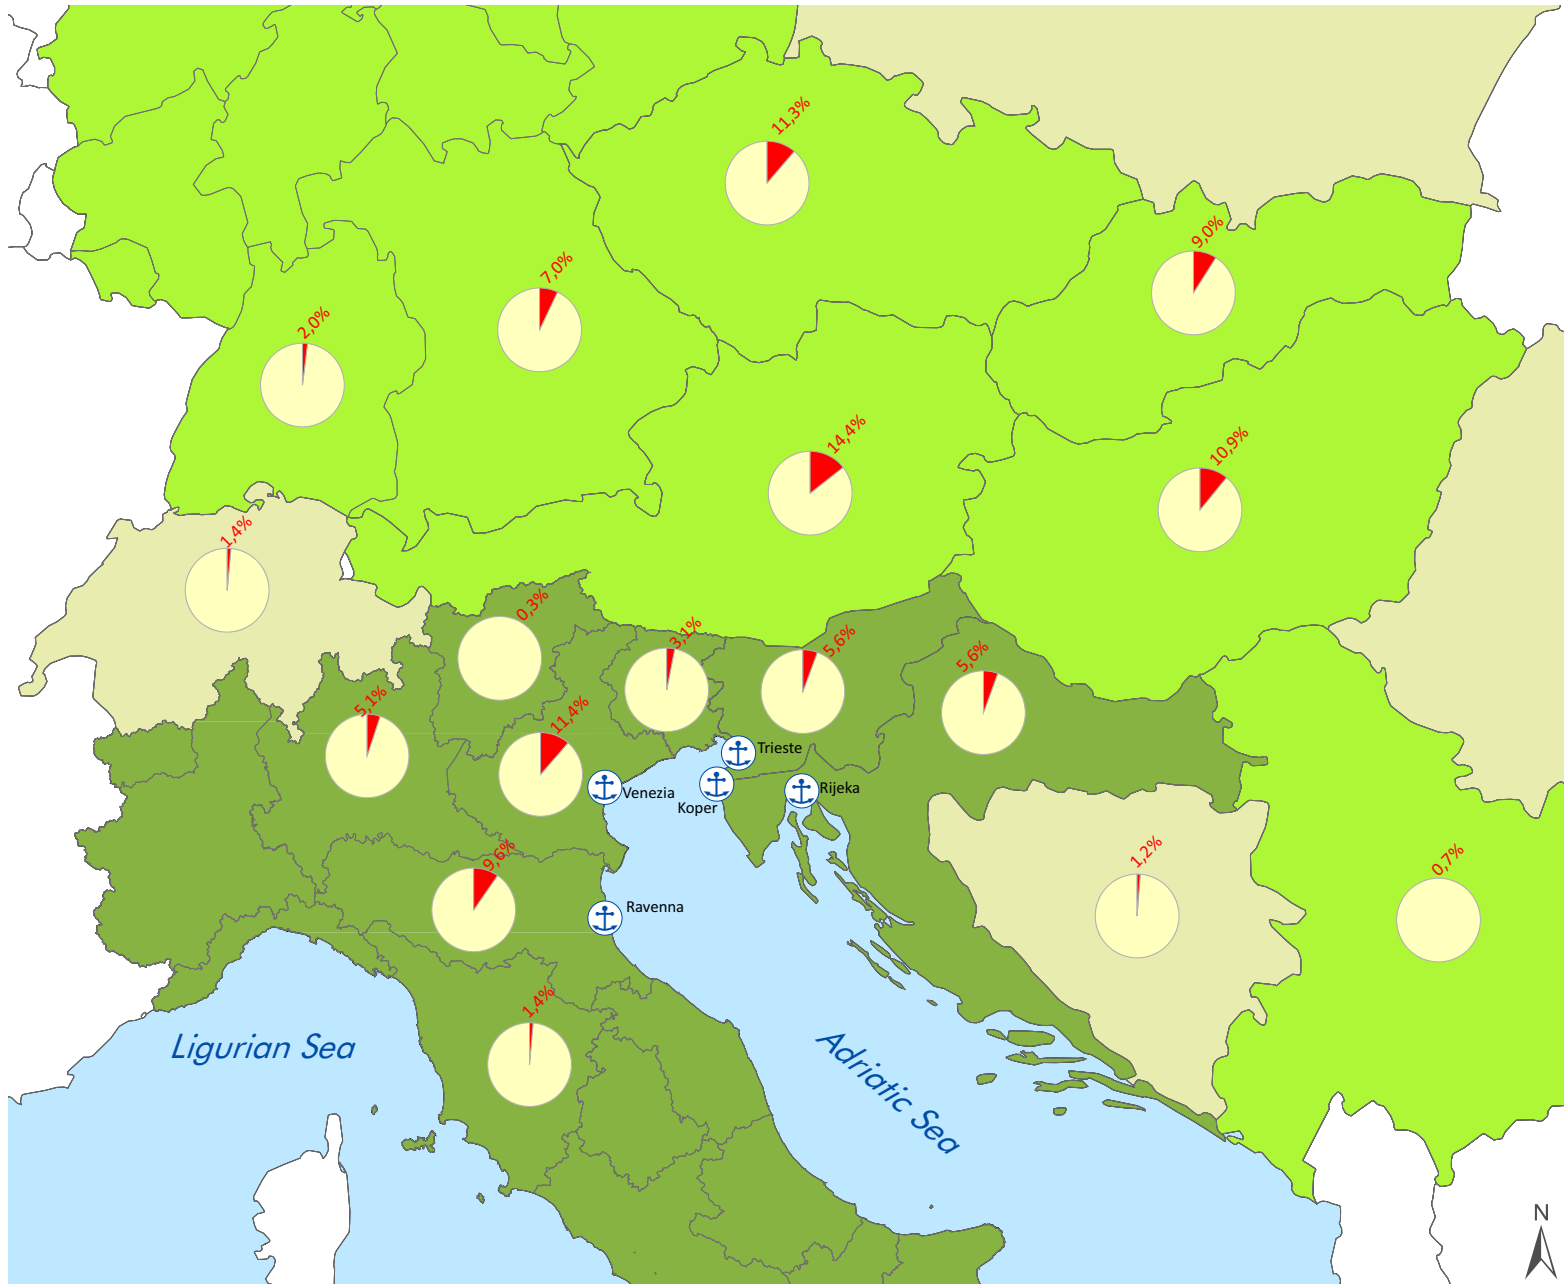 11,3%
9,0%
7,0%
2,0%
14,4%
10,9%
1,4%
0,3%
3,1%
5,6%
5,6%
5,1%
11,4%
Trieste
Venezia
Koper
Rijeka
9,6%
1,2%
0,7%
Ravenna
1,4%
Ligurian Sea
Adriatic Sea
N